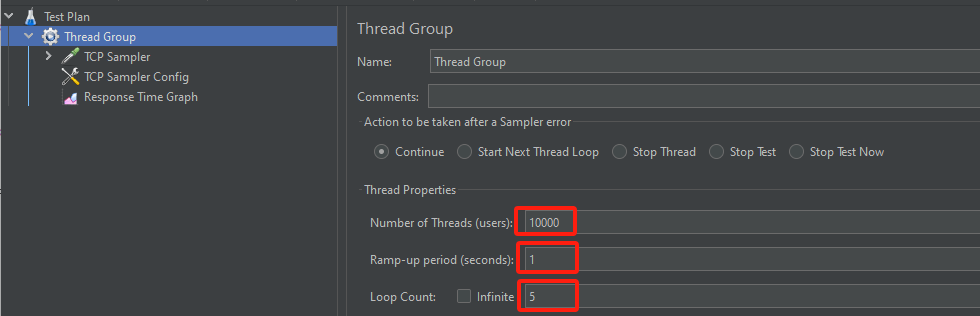 Test Plan
Thread Group
TCP Sampler
TCP Sampler Config
Response Time Graph
Thread Group
Name: Thread Group
Comments:
Action to be taken after a Sampler error
Continue Start Next Thread Loop Stop Thread Stop Test Stop Test Now
Thread Properties
Number of Threads (users): 10000
Ramp-up period (seconds): 1
Loop Count: Infinite 5